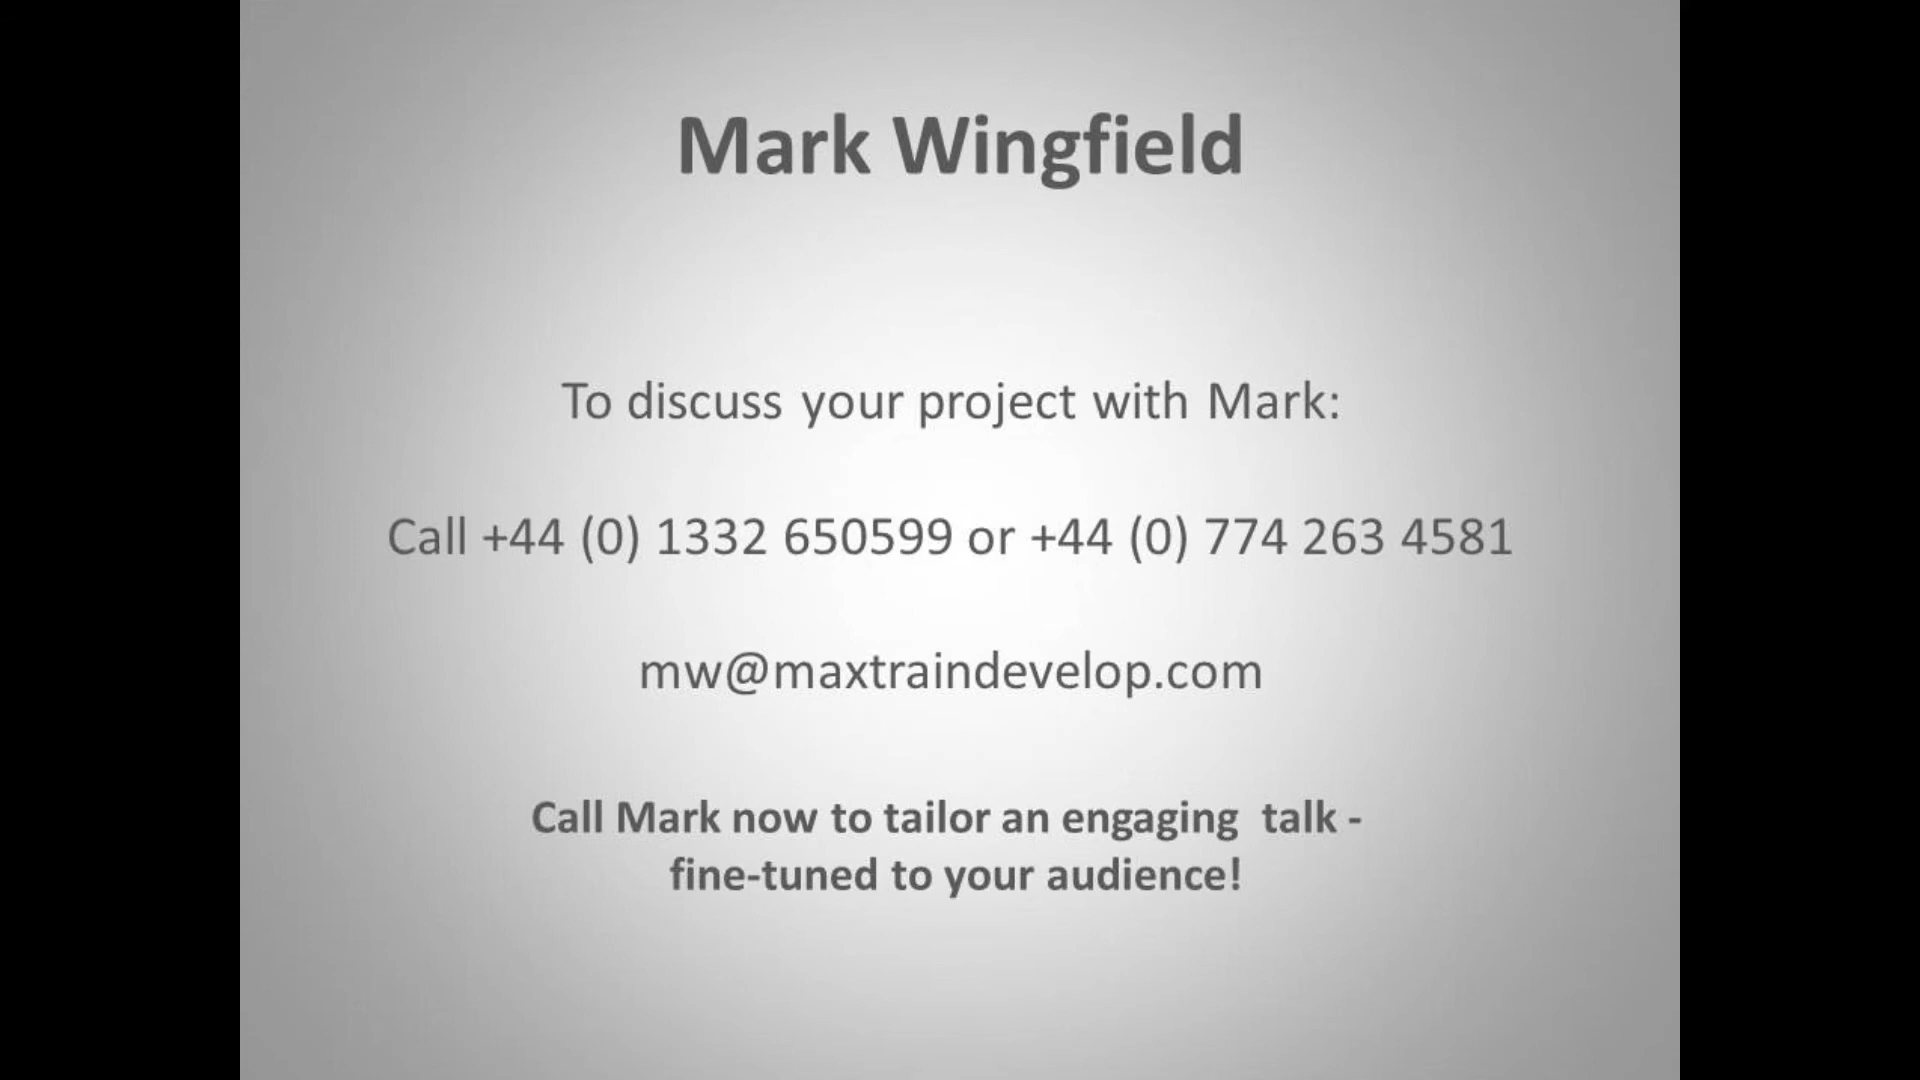 Mark Wingfield
To discuss your project with Mark:
Call +44 (0) 1332 650599 or +44 (0) 774 263 4581
mw@maxtraindevelop.com
Call Mark now to tailor an engaging  talk -
fine-tuned to your audience!